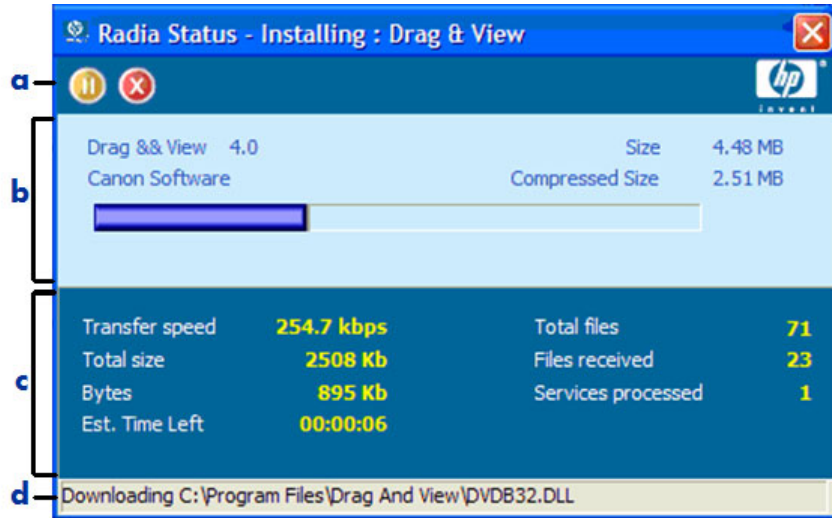 Radia Status - Installing : Drag & View
a
hp
invent
b
Drag && View 4.0 Size 4.48 MB
Canon Software Compressed Size 2.51 MB
c
Transfer speed 254.7 kbps Total files 71
Total size 2508 Kb Files received 23
Bytes 895 Kb Services processed 1
Est. Time Left 00:00:06
d
Downloading C:\Program Files\Drag And View\DVDB32.DLL